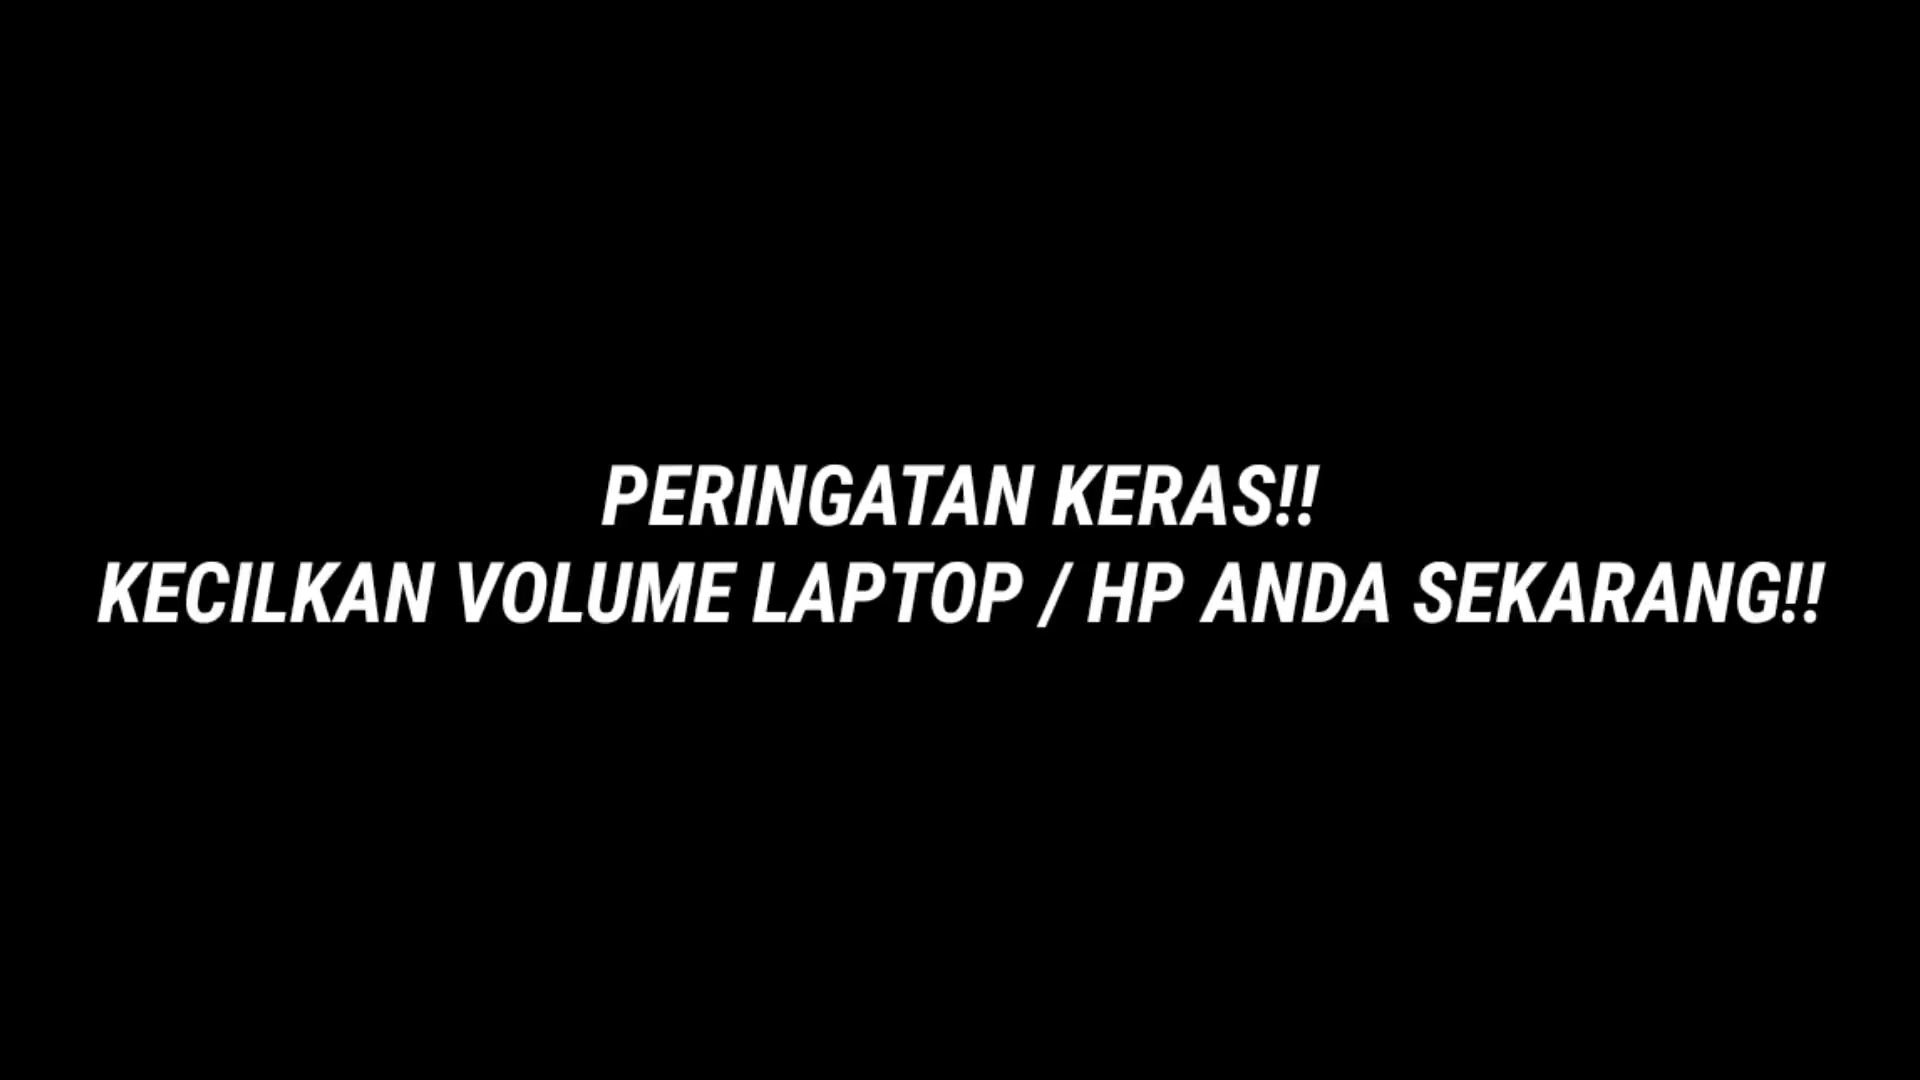 PERINGATAN KERAS!!
KECILKAN VOLUME LAPTOP / HP ANDA SEKARANG!!